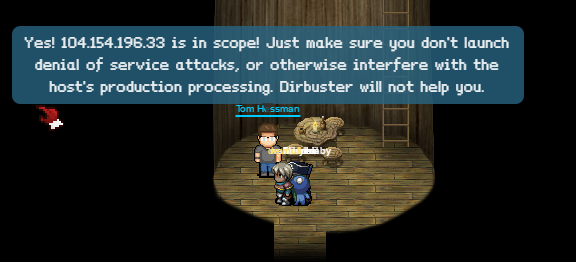 Yes! 104.154.196.33 is in scope! Just make sure you don't launch
denial of service attacks, or otherwise interfere with the
host's production processing. Dirbuster will not help you.
Tom